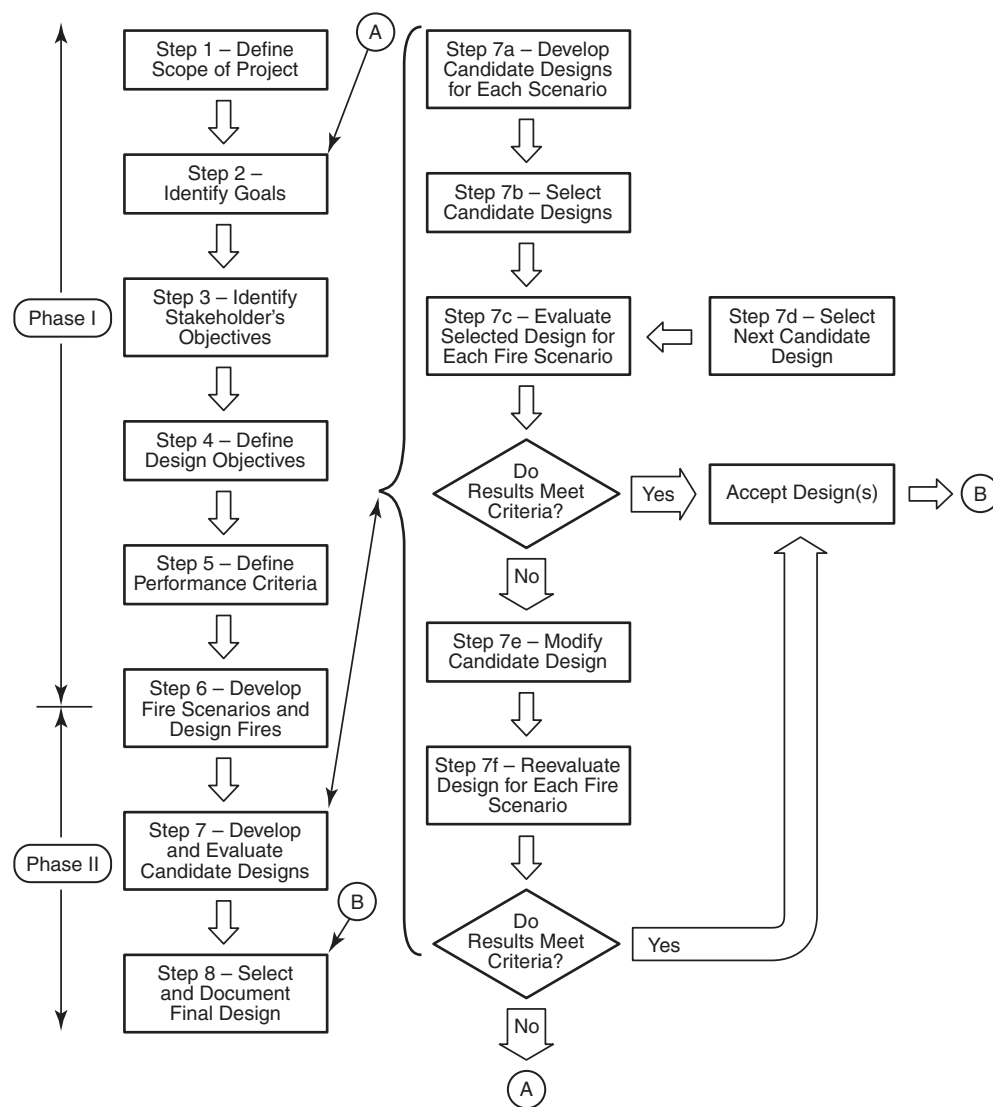 Step 1 – Define
Scope of Project
A
Step 2 –
Identify Goals
Step 3 – Identify
Stakeholder's
Objectives
Phase I
Step 4 – Define
Design Objectives
Step 5 – Define
Performance Criteria
Step 6 – Develop
Fire Scenarios and
Design Fires
Step 7 – Develop
and Evaluate
Candidate Designs
Phase II
B
Step 8 – Select
and Document
Final Design
Step 7a – Develop
Candidate Designs
for Each Scenario
Step 7b – Select
Candidate Designs
Step 7c – Evaluate
Selected Design for
Each Fire Scenario
Step 7d – Select
Next Candidate
Design
Do
Results Meet
Criteria?
Yes
Accept Design(s)
B
No
Step 7e – Modify
Candidate Design
Step 7f – Reevaluate
Design for Each Fire
Scenario
Do
Results Meet
Criteria?
Yes
No
A